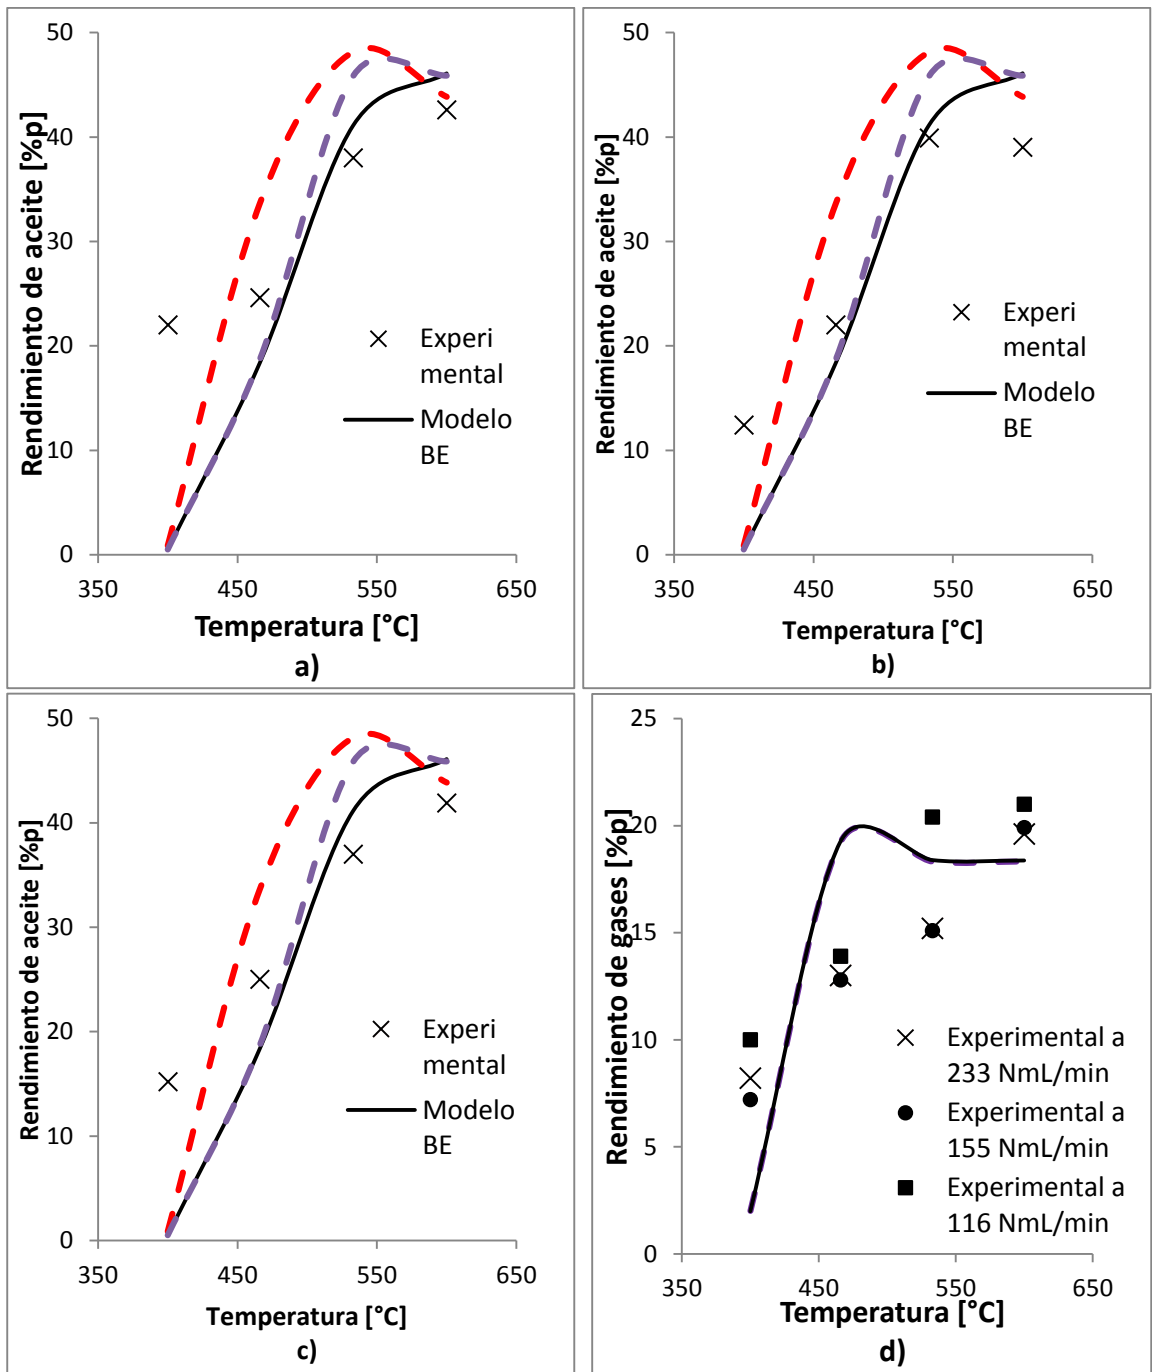 50
40
30
20
10
0
350
450
550
650
Rendimiento de aceite [%p]
Temperatura [°C]
a)
Experi
mental
Modelo
BE
50
40
30
20
10
0
350
450
550
650
Rendimiento de aceite [%p]
Temperatura [°C]
b)
Experi
mental
Modelo
BE
50
40
30
20
10
0
350
450
550
650
Rendimiento de aceite [%p]
Temperatura [°C]
c)
Experi
mental
Modelo
BE
25
20
15
10
5
0
350
450
550
650
Rendimiento de gases [%p]
Temperatura [°C]
d)
Experimental a
233 NmL/min
Experimental a
155 NmL/min
Experimental a
116 NmL/min